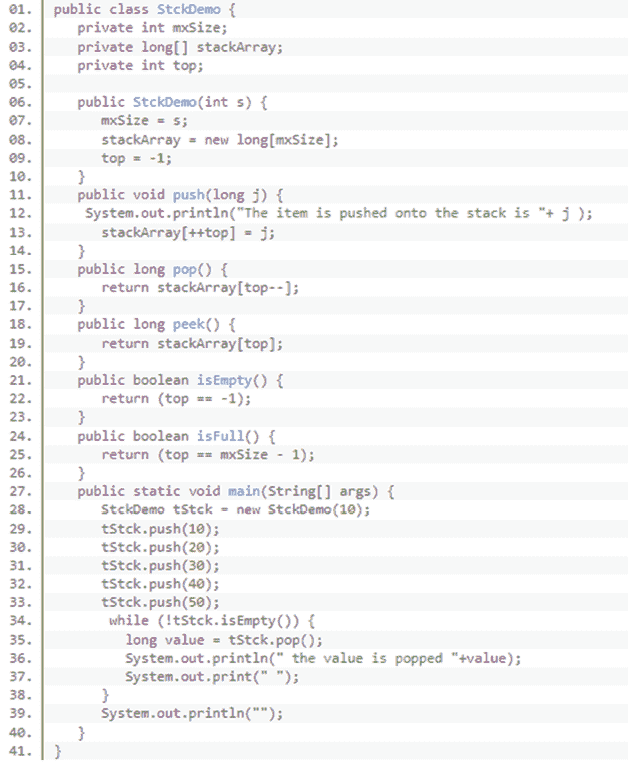 01. public class StckDemo {
02. private int mxSize;
03. private long[] stackArray;
04. private int top;
05.
06. public StckDemo(int s) {
07. mxSize = s;
08. stackArray = new long[mxSize];
09. top = -1;
10. }
11. public void push(long j) {
12. System.out.println("The item is pushed onto the stack is "+ j );
13. stackArray[++top] = j;
14. }
15. public long pop() {
16. return stackArray[top--];
17. }
18. public long peek() {
19. return stackArray[top];
20. }
21. public boolean isEmpty() {
22. return (top == -1);
23. }
24. public boolean isFull() {
25. return (top == mxSize - 1);
26. }
27. public static void main(String[] args) {
28. StckDemo tStck = new StckDemo(10);
29. tStck.push(10);
30. tStck.push(20);
31. tStck.push(30);
32. tStck.push(40);
33. tStck.push(50);
34. while (!tStck.isEmpty()) {
35. long value = tStck.pop();
36. System.out.println(" the value is popped "+value);
37. System.out.print(" ");
38. }
39. System.out.println("");
40. }
41. }